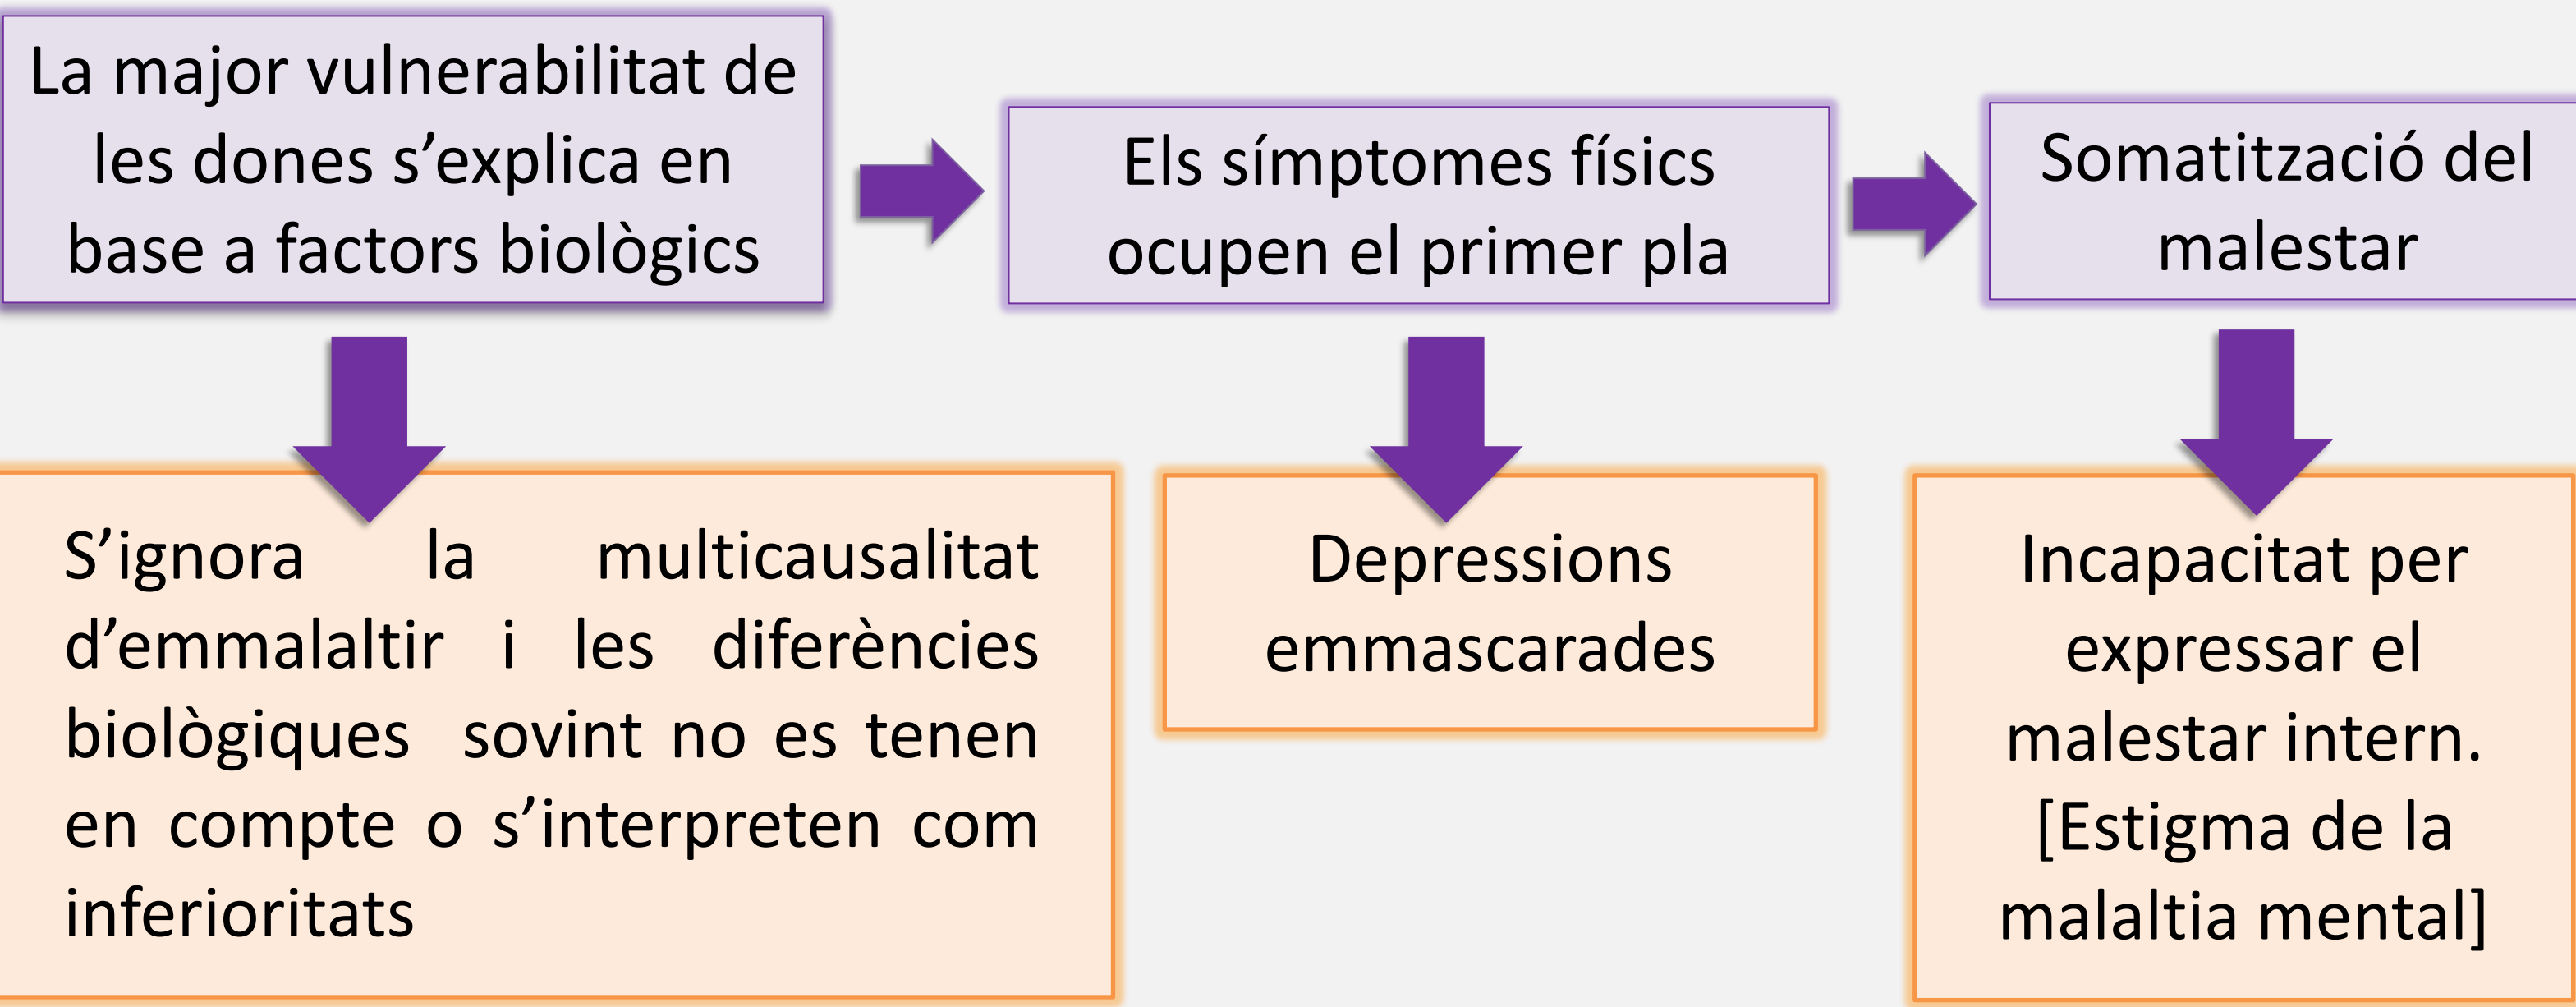 La major vulnerabilitat de
les dones s’explica en
base a factors biològics
Els símptomes físics
ocupen el primer pla
Somatització del
malestar
S’ignora la multicausalitat
d’emmalaltir i les diferències
biològiques sovint no es tenen
en compte o s’interpreten com
inferioritats
Depressions
emmascarades
Incapacitat per
expressar el
malestar intern.
[Estigma de la
malaltia mental]